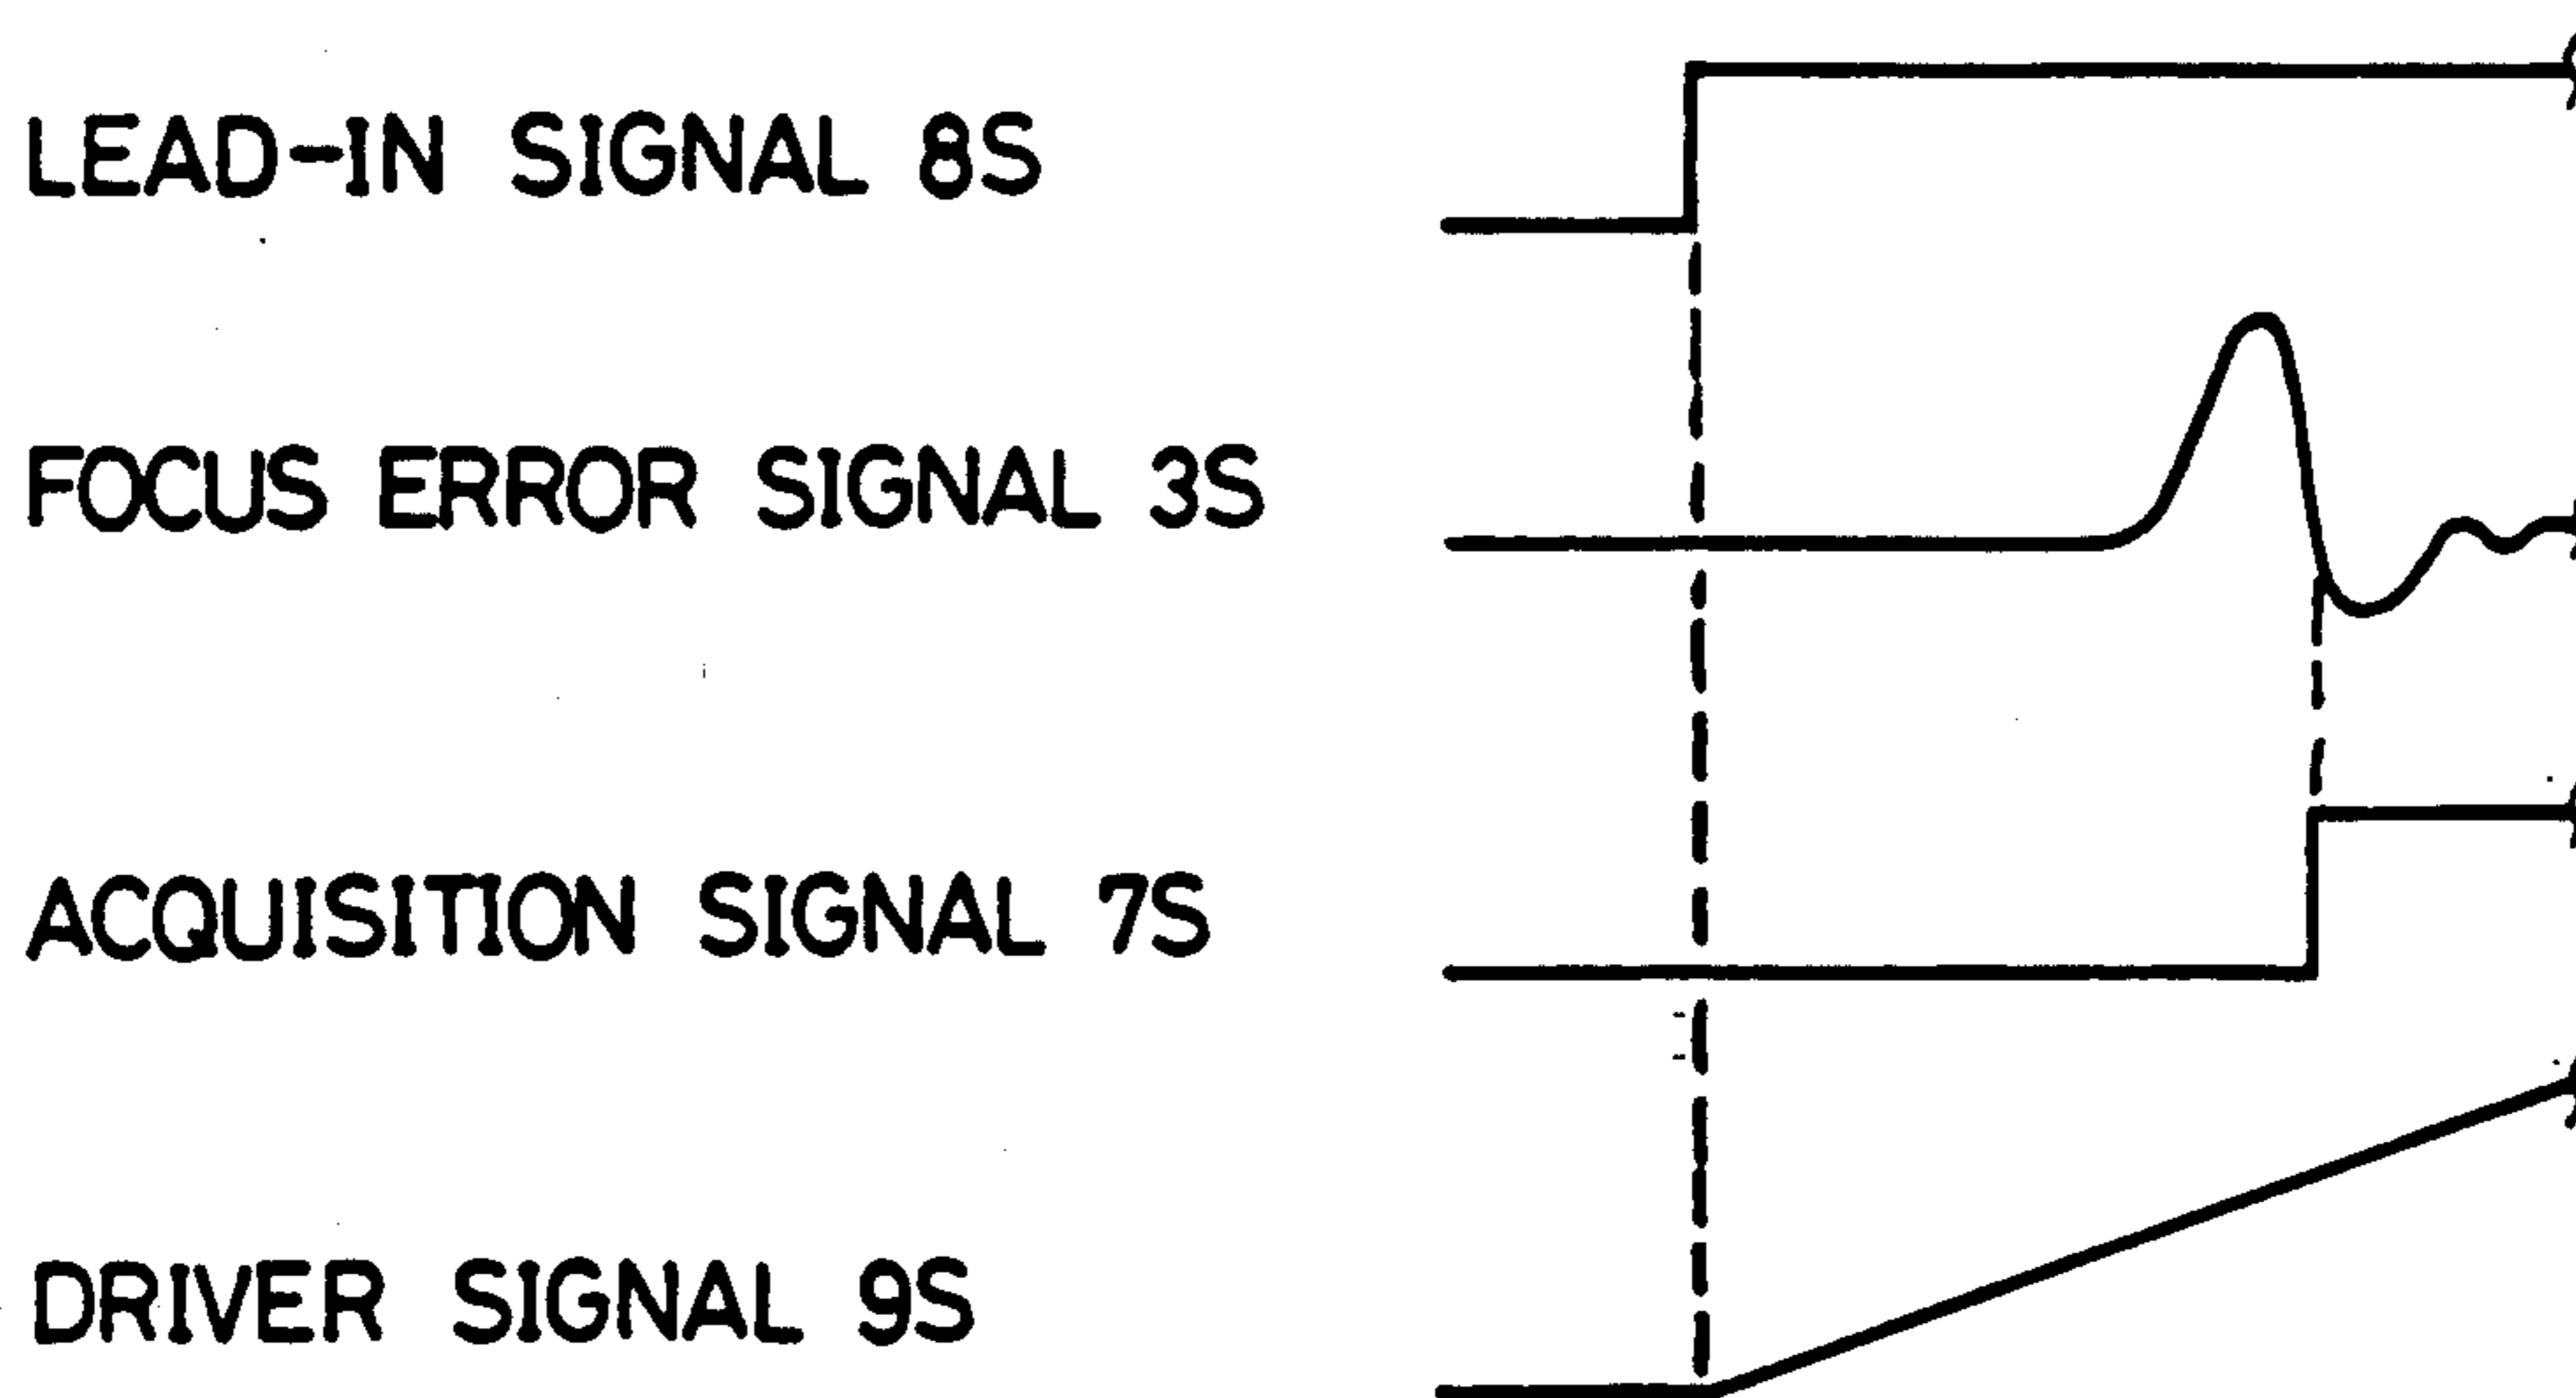 LEAD-IN SIGNAL 8S
FOCUS ERROR SIGNAL 3S
ACQUISITION SIGNAL 7S
DRIVER SIGNAL 9S